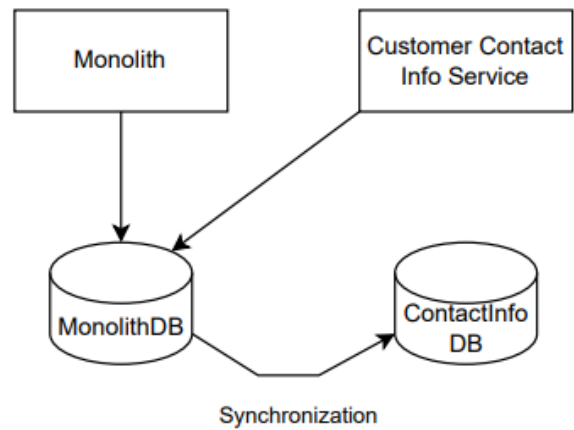 Monolith
Customer Contact
Info Service
MonolithDB
ContactInfo
DB
Synchronization